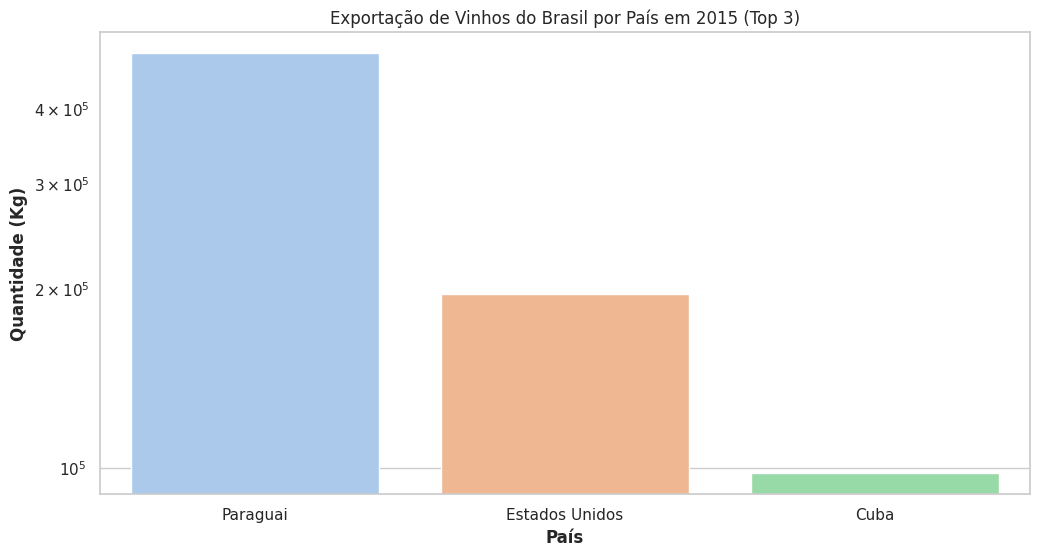 Exportação de Vinhos do Brasil por País em 2015 (Top 3)
Quantidade (Kg)
4 × 10⁵
3 × 10⁵
2 × 10⁵
10⁵
Paraguai
Estados Unidos
Cuba
País